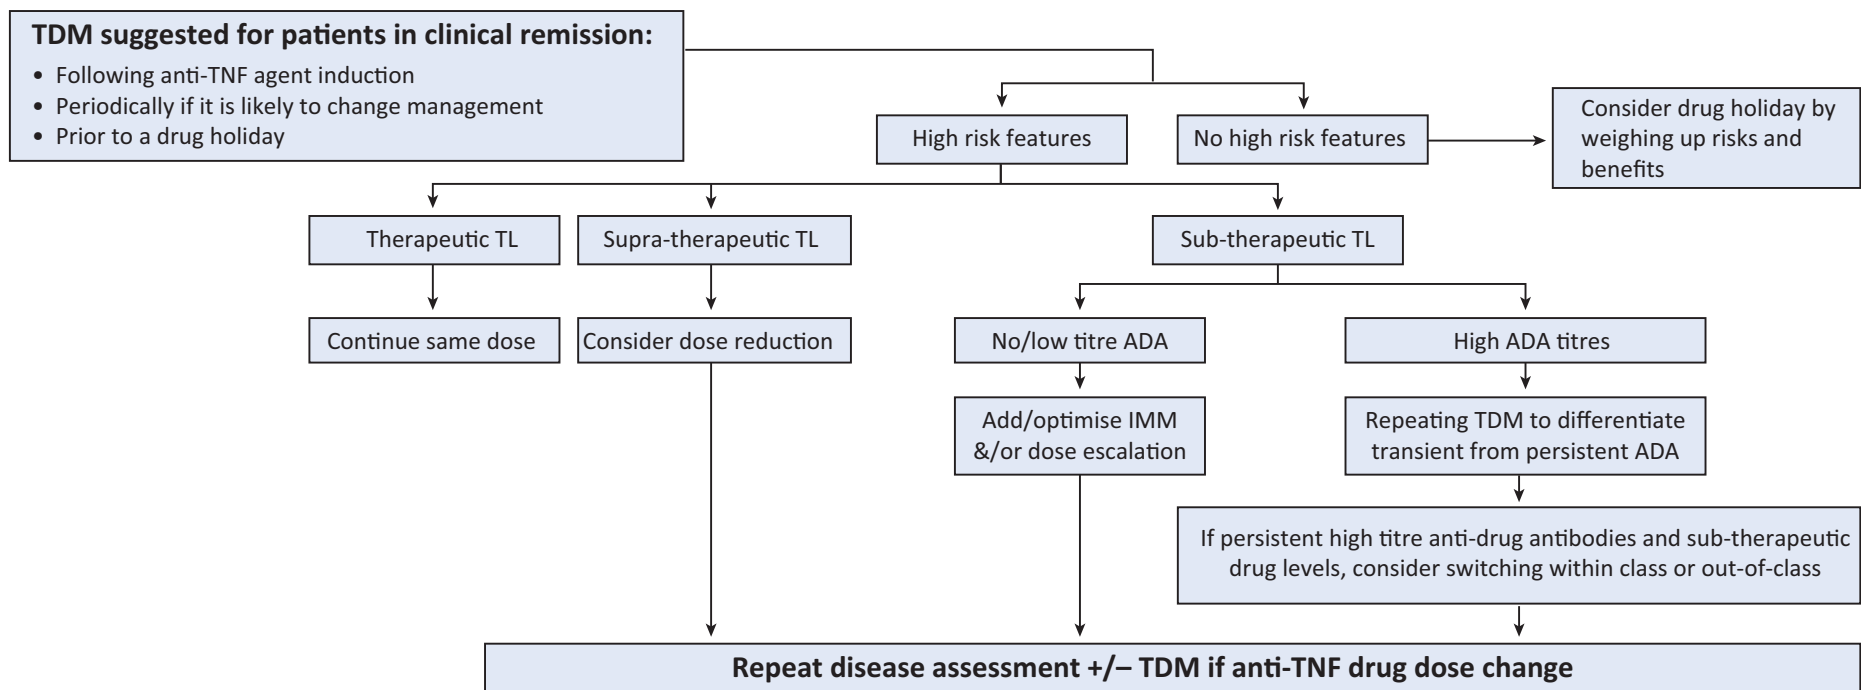 TDM suggested for patients in clinical remission:
• Following anti-TNF agent induction
• Periodically if it is likely to change management
• Prior to a drug holiday
High risk features
No high risk features
Consider drug holiday by
weighing up risks and
benefits
Therapeutic TL
Supra-therapeutic TL
Sub-therapeutic TL
Continue same dose
Consider dose reduction
No/low titre ADA
High ADA titres
Add/optimise IMM
&/or dose escalation
Repeating TDM to differentiate
transient from persistent ADA
If persistent high titre anti-drug antibodies and sub-therapeutic
drug levels, consider switching within class or out-of-class
Repeat disease assessment +/– TDM if anti-TNF drug dose change